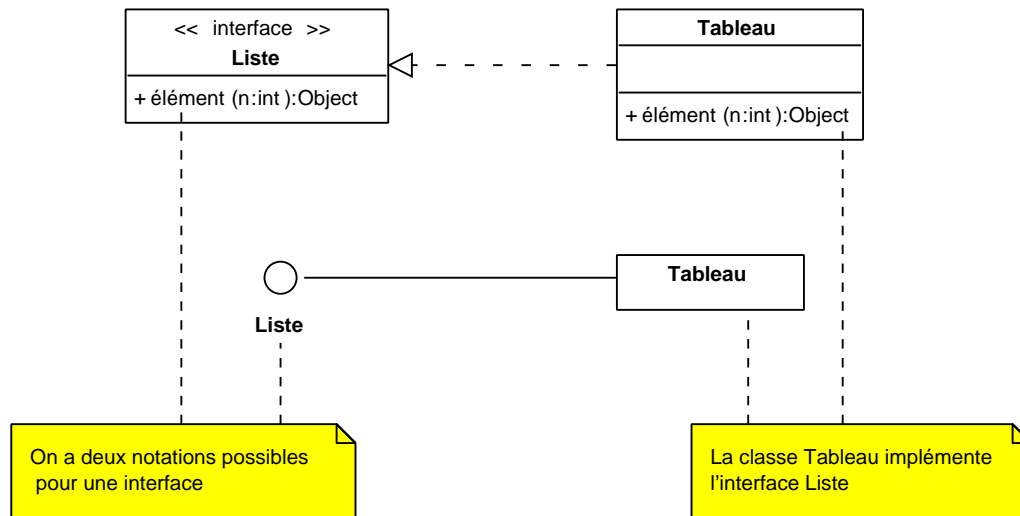 << interface >>
Liste
+ élément (n:int ):Object
Tableau
+ élément (n:int ):Object
Liste
Tableau
On a deux notations possibles
pour une interface
La classe Tableau implémente
l'interface Liste